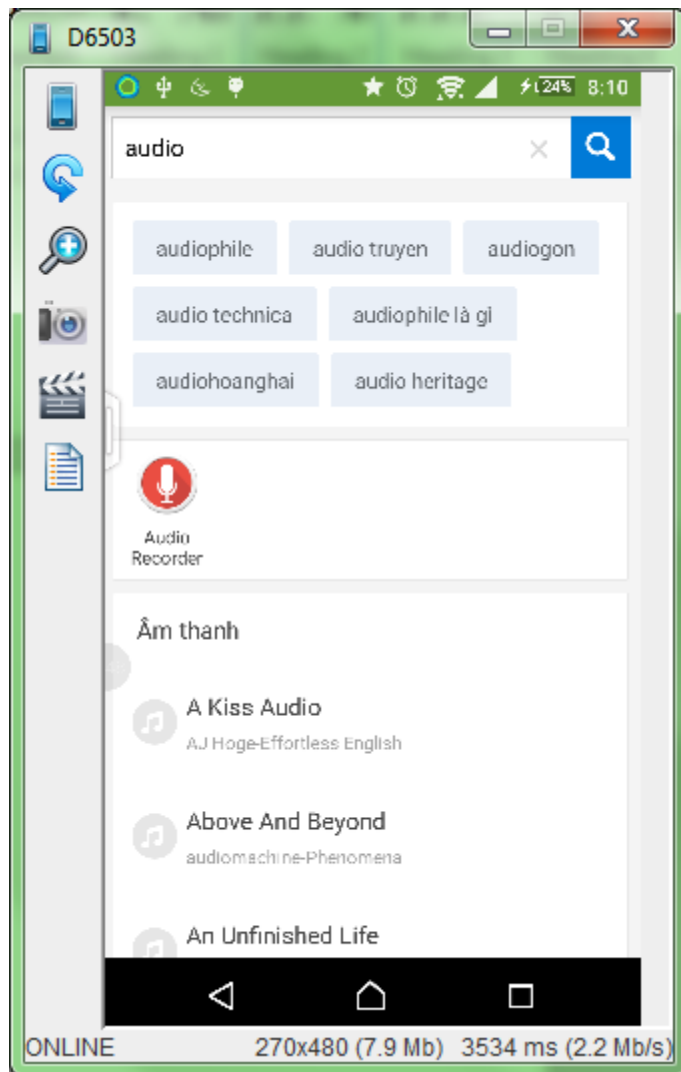 D6503
24% 8:10
audio
audiophile audio truyen audiogon
audio technica audiophile là gì
audiohoanghai audio heritage
Audio
Recorder
Âm thanh
A Kiss Audio
AJ Hoge-Effortless English
Above And Beyond
audiomachine-Phenomena
An Unfinished Life
ONLINE 270x480 (7.9 Mb) 3534 ms (2.2 Mb/s)